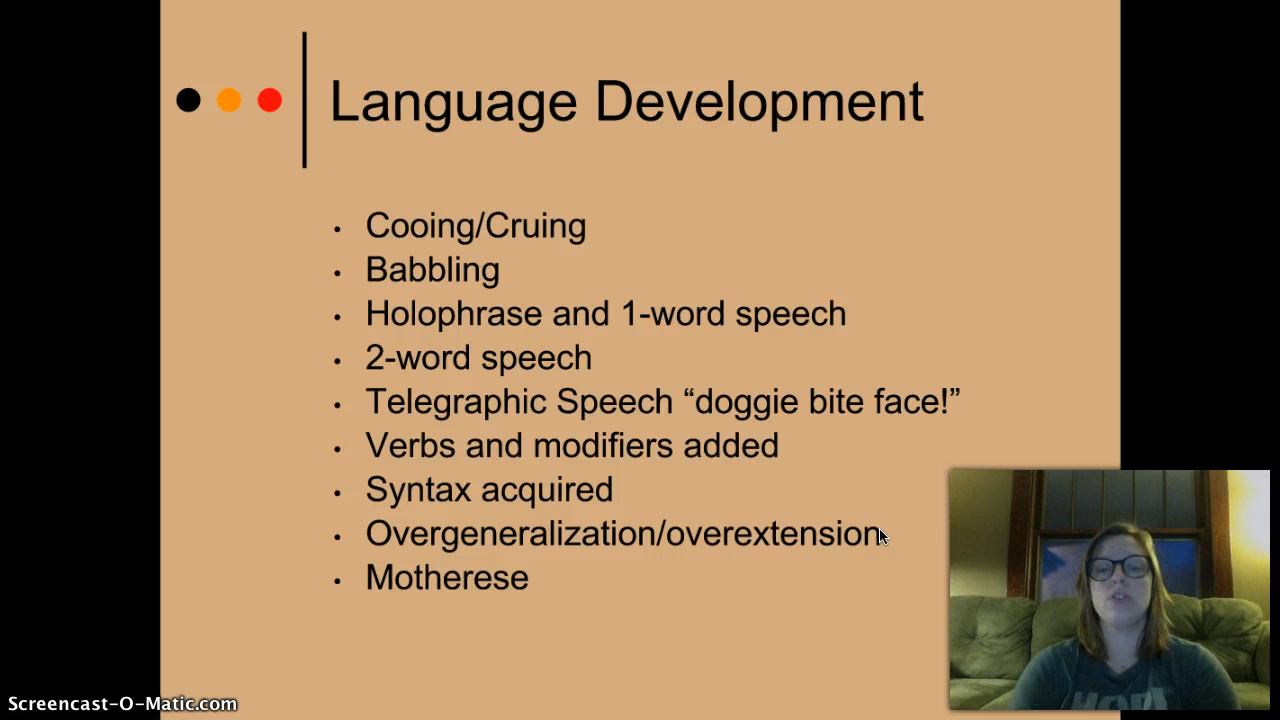 Language Development
• Cooing/Cruing
• Babbling
• Holophrase and 1-word speech
• 2-word speech
• Telegraphic Speech “doggie bite face!”
• Verbs and modifiers added
• Syntax acquired
• Overgeneralization/overextension
• Motherese
Screencast-O-Matic.com